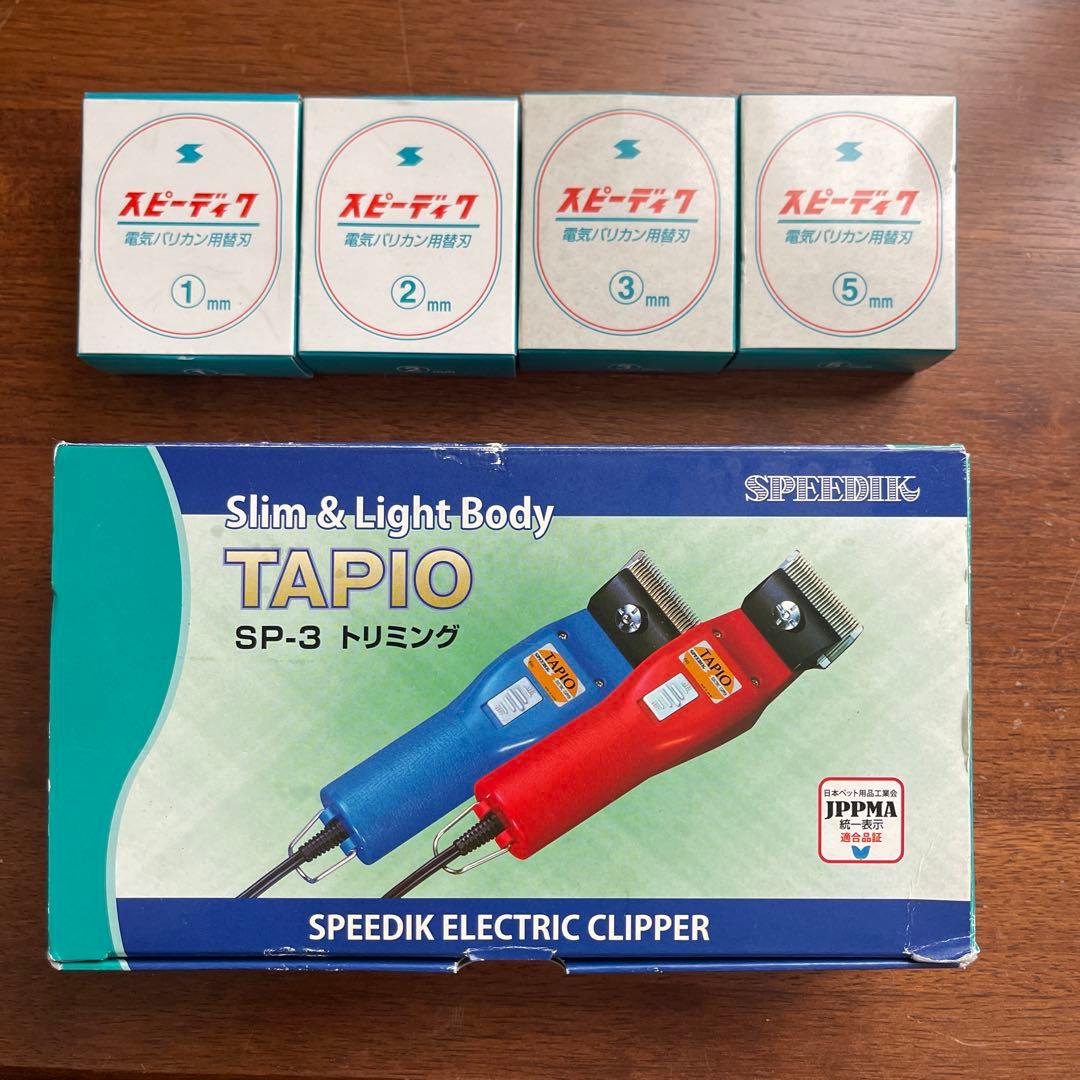 スピーディク
電気バリカン用替刃
①mm
①
スピーディク
電気バリカン用替刃
②mm
②
スピーディク
電気バリカン用替刃
③mm
③
スピーディク
電気バリカン用替刃
⑤mm
⑤mm
SPEEDIK
Slim & Light Body
TAPIO
SP-3 トリミング
TAPIO
TAPIO
日本ペット用品工業会
JPPMA
統一表示
適合品証
SPEEDIK ELECTRIC CLIPPER